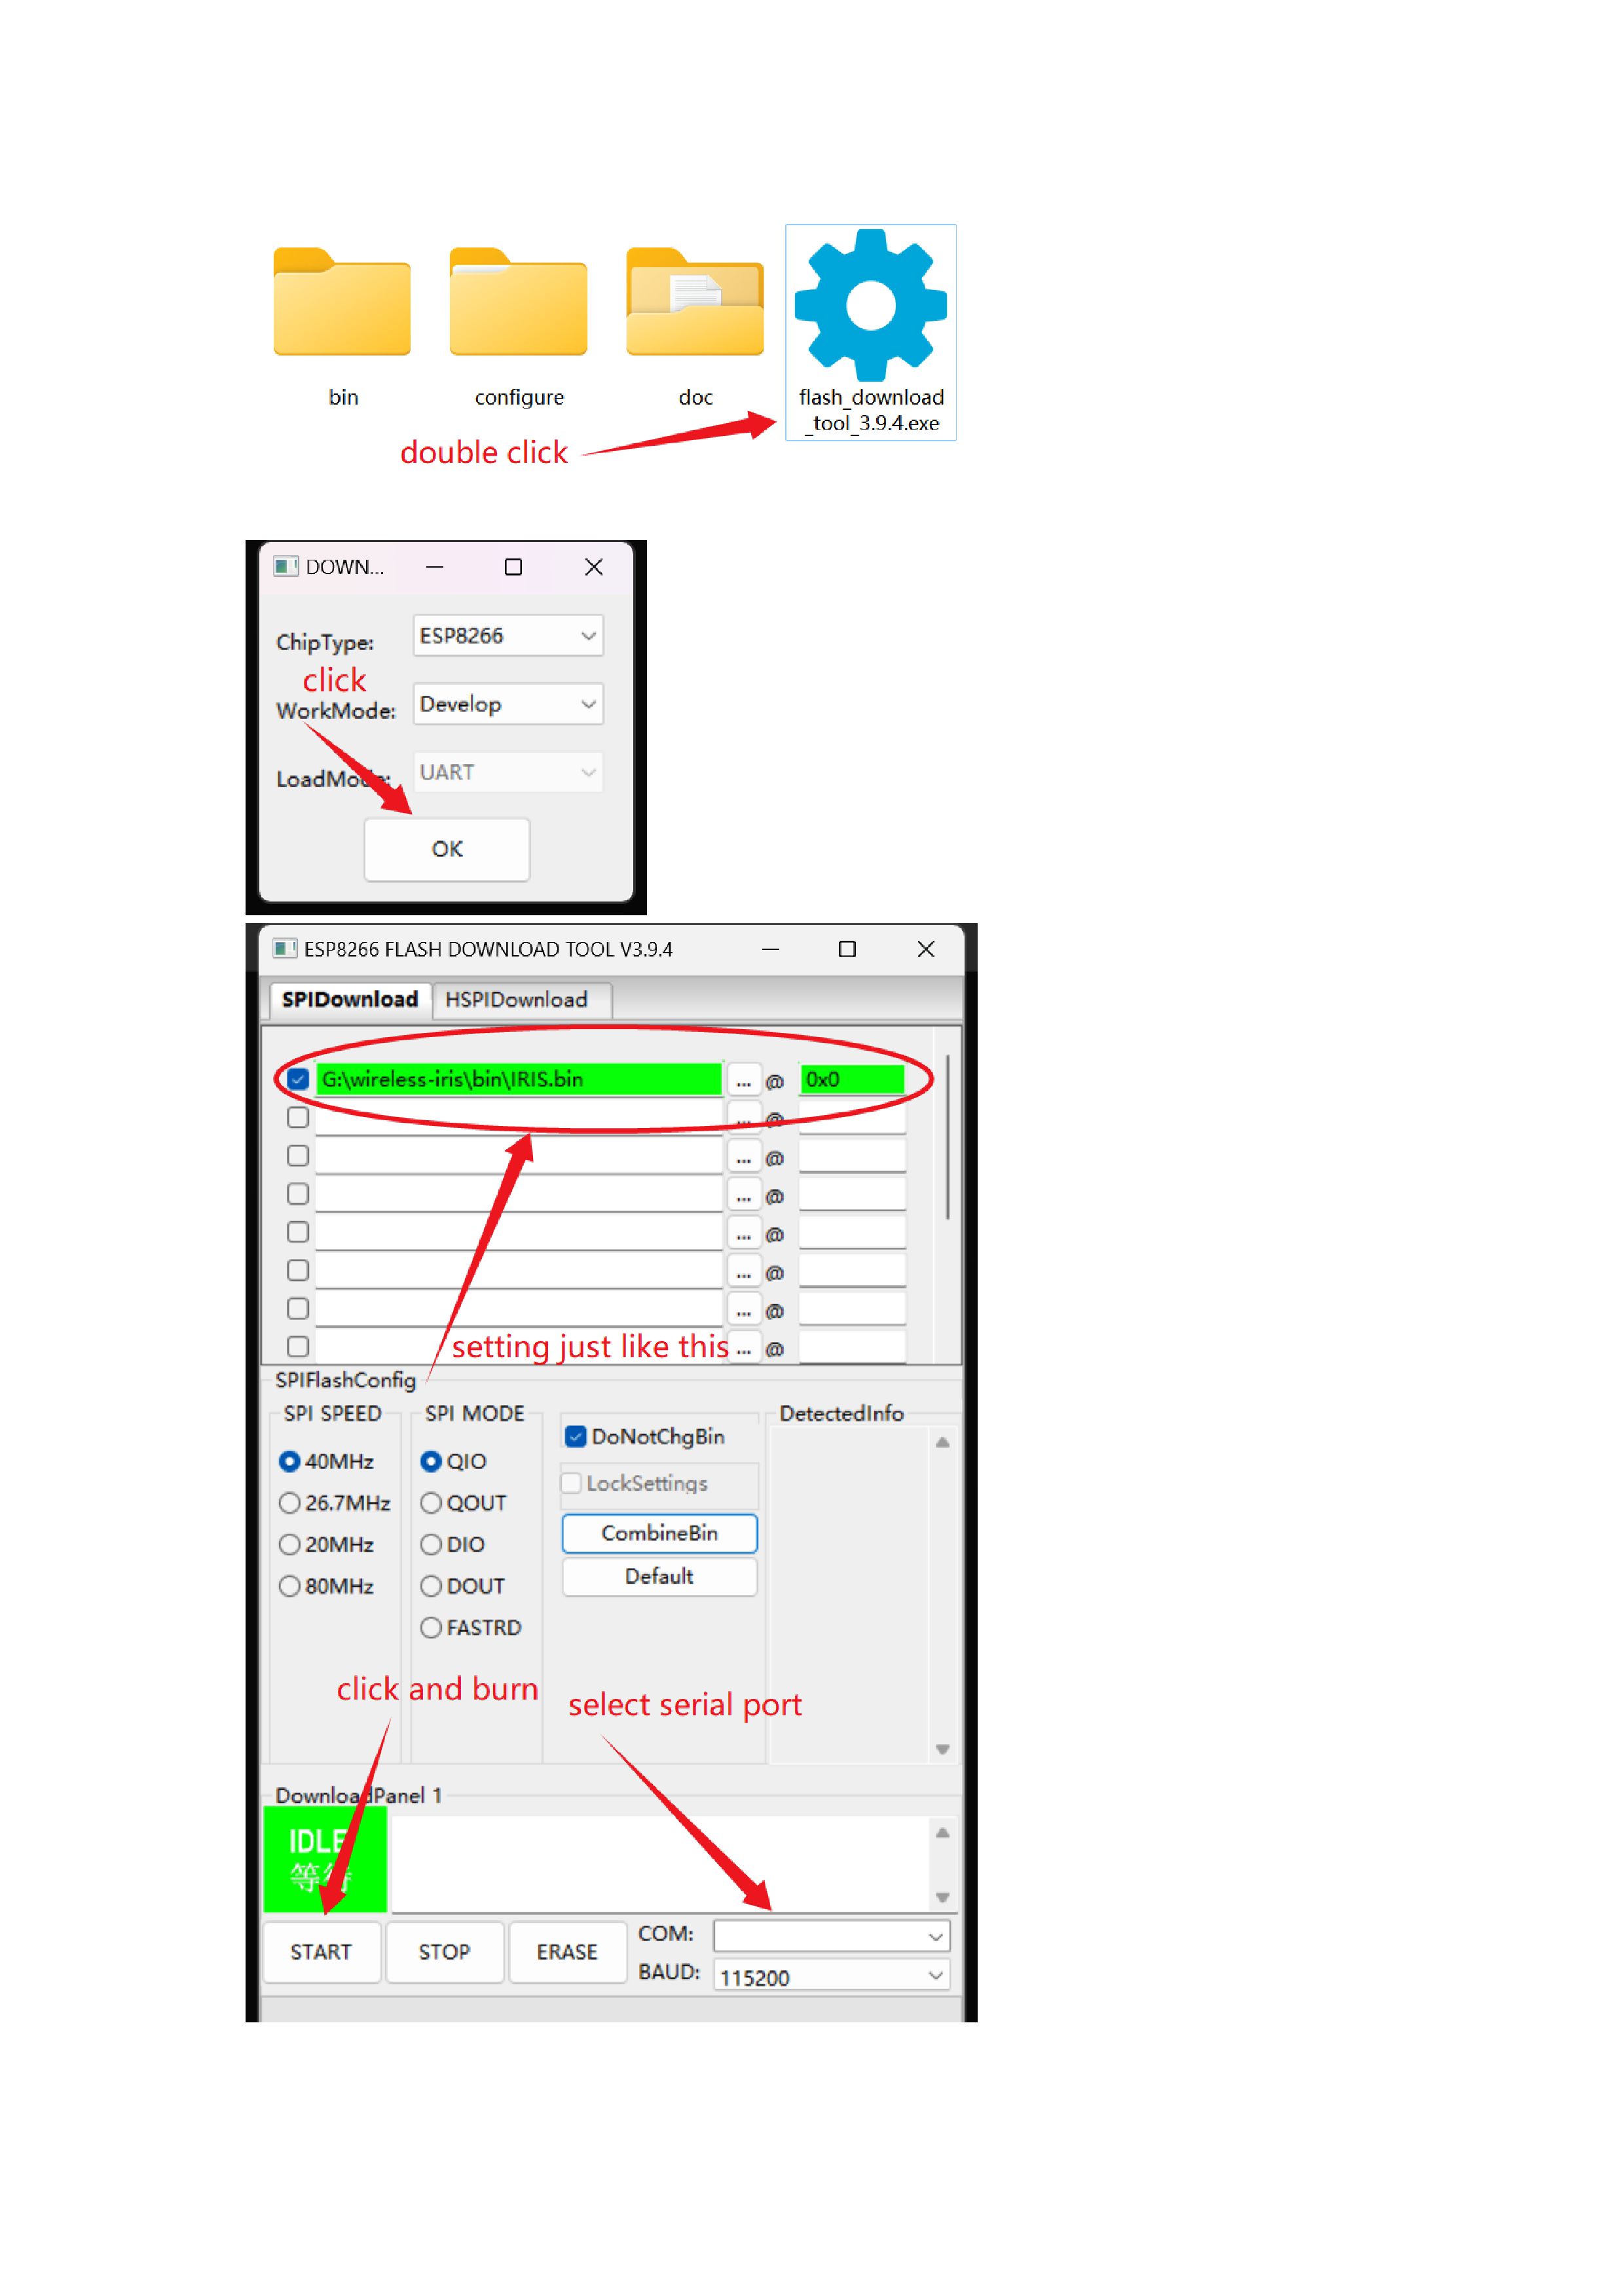 bin
configure
doc
flash_download
_tool_3.9.4.exe
double click
DOWN...
ChipType:
ESP8266
click
WorkMode:
Develop
LoadMode:
UART
OK
ESP8266 FLASH DOWNLOAD TOOL V3.9.4
SPIDownload
HSPIDownload
G:\wireless-iris\bin\IRIS.bin
...
@
0x0
...
@
...
@
...
@
...
@
...
@
...
@
setting just like this
...
@
SPIFlashConfig
SPI SPEED
SPI MODE
DetectedInfo
DoNotChgBin
40MHz
QIO
LockSettings
26.7MHz
QOUT
CombineBin
20MHz
DIO
Default
80MHz
DOUT
FASTRD
click and burn
select serial port
DownloadPanel 1
IDLE
等待
START
STOP
ERASE
COM:
BAUD:
115200